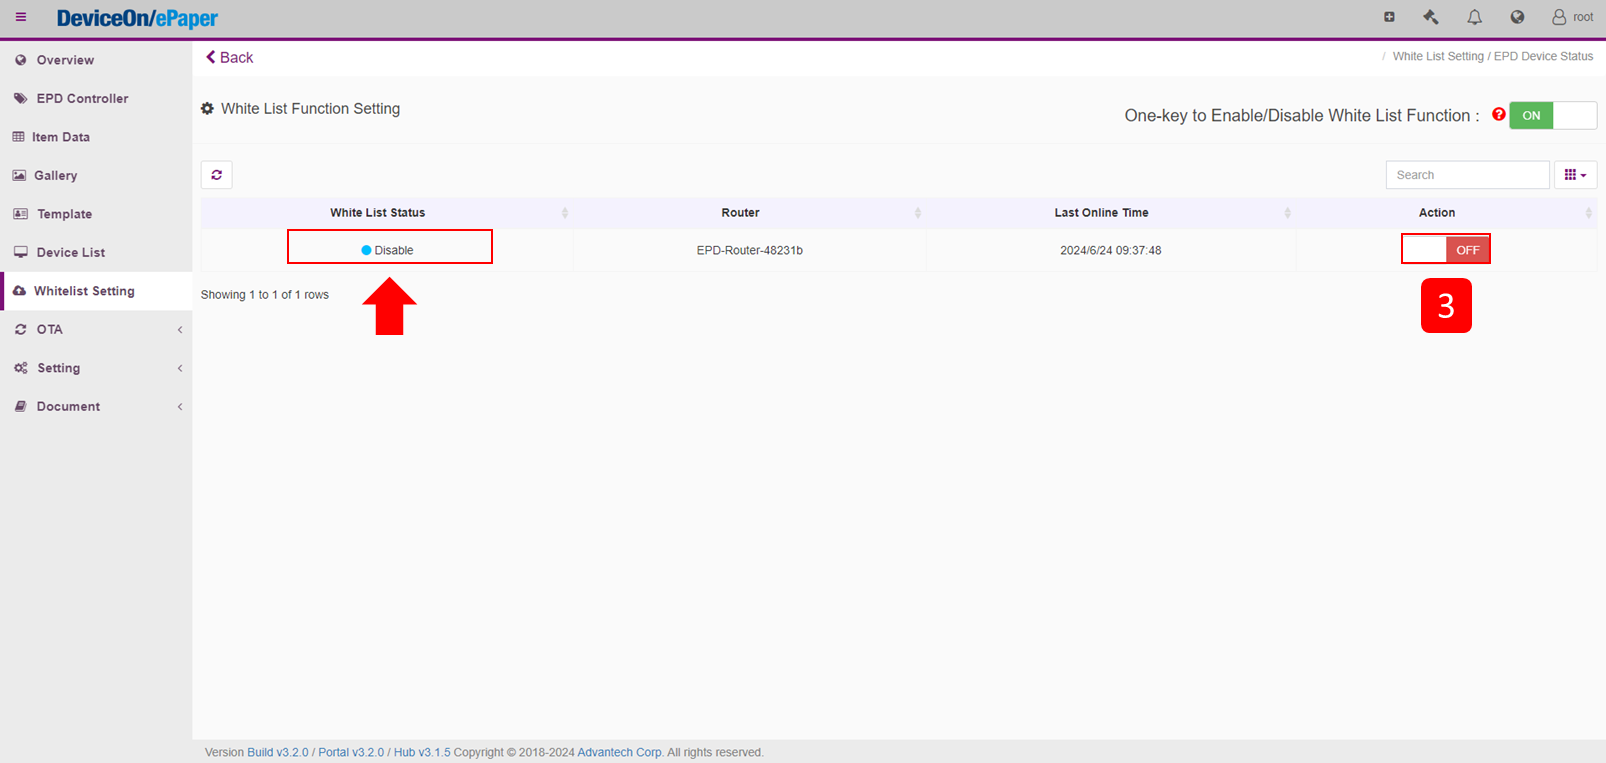 DeviceOn/ePaper
root
Overview
EPD Controller
Item Data
Gallery
Template
Device List
Whitelist Setting
OTA
Setting
Document
Back
/ White List Setting / EPD Device Status
White List Function Setting
One-key to Enable/Disable White List Function :
?
ON
Search
White List Status Router Last Online Time Action
Disable EPD-Router-48231b 2024/6/24 09:37:48 OFF
Showing 1 to 1 of 1 rows
3
Version Build v3.2.0 / Portal v3.2.0 / Hub v3.1.5 Copyright © 2018-2024 Advantech Corp. All rights reserved.